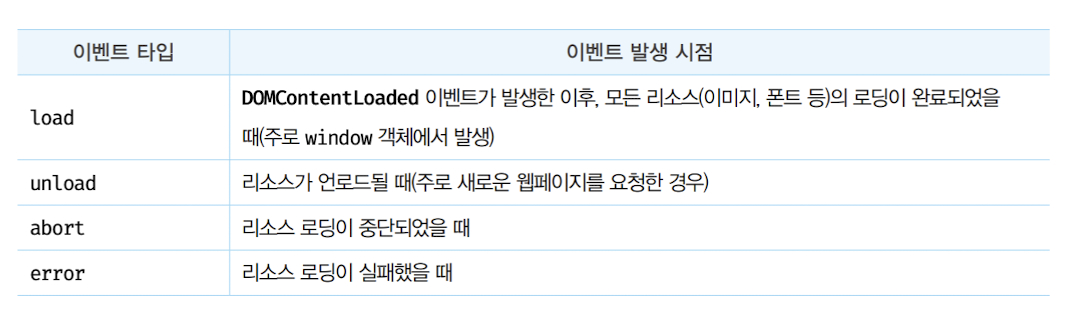 이벤트 타입
이벤트 발생 시점
load
DOMContentLoaded 이벤트가 발생한 이후, 모든 리소스(이미지, 폰트 등)의 로딩이 완료되었을
때(주로 window 객체에서 발생)
unload
리소스가 언로드될 때(주로 새로운 웹페이지를 요청한 경우)
abort
리소스 로딩이 중단되었을 때
error
리소스 로딩이 실패했을 때